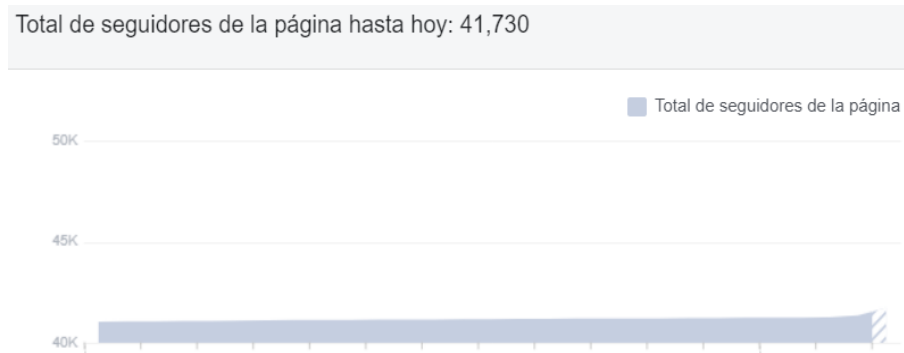 Total de seguidores de la página hasta hoy: 41,730
Total de seguidores de la página
50K
45K
40K